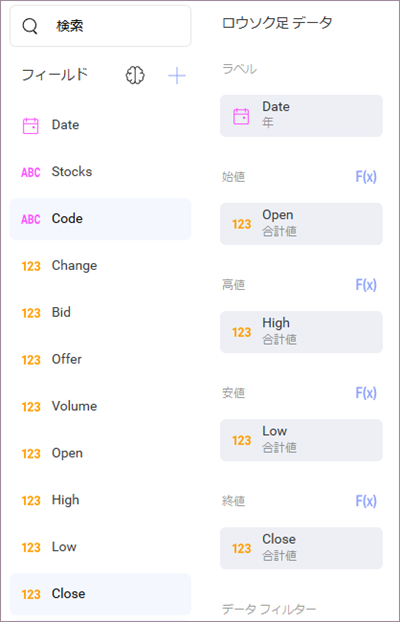 検索
フィールド
Date
ABC Stocks
ABC Code
123 Change
123 Bid
123 Offer
123 Volume
123 Open
123 High
123 Low
123 Close
ロウソク足 データ
ラベル
Date
年
始値 F(x)
123 Open
合計値
高値 F(x)
123 High
合計値
安値 F(x)
123 Low
合計値
終値 F(x)
123 Close
合計値
データ フィルター